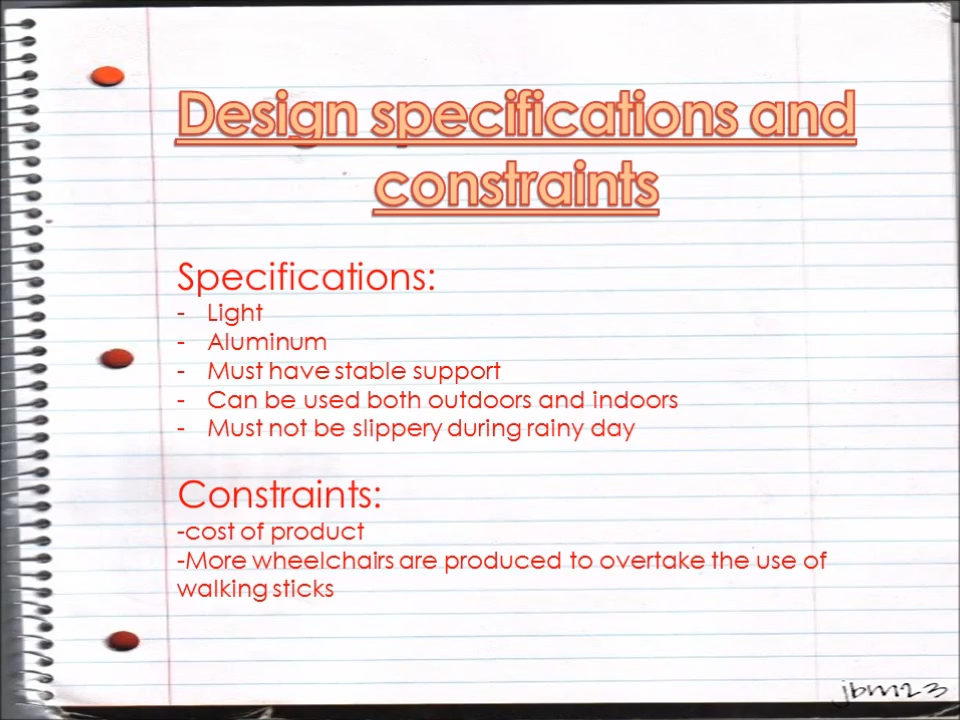 Design specifications and
constraints
Specifications:
- Light
- Aluminum
- Must have stable support
- Can be used both outdoors and indoors
- Must not be slippery during rainy day
Constraints:
-cost of product
-More wheelchairs are produced to overtake the use of
walking sticks
jbm23